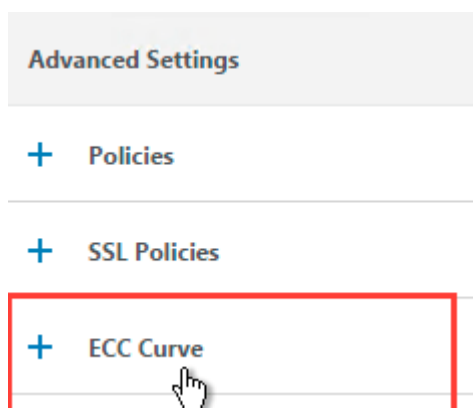 Advanced Settings
+ Policies
+ SSL Policies
+ ECC Curve